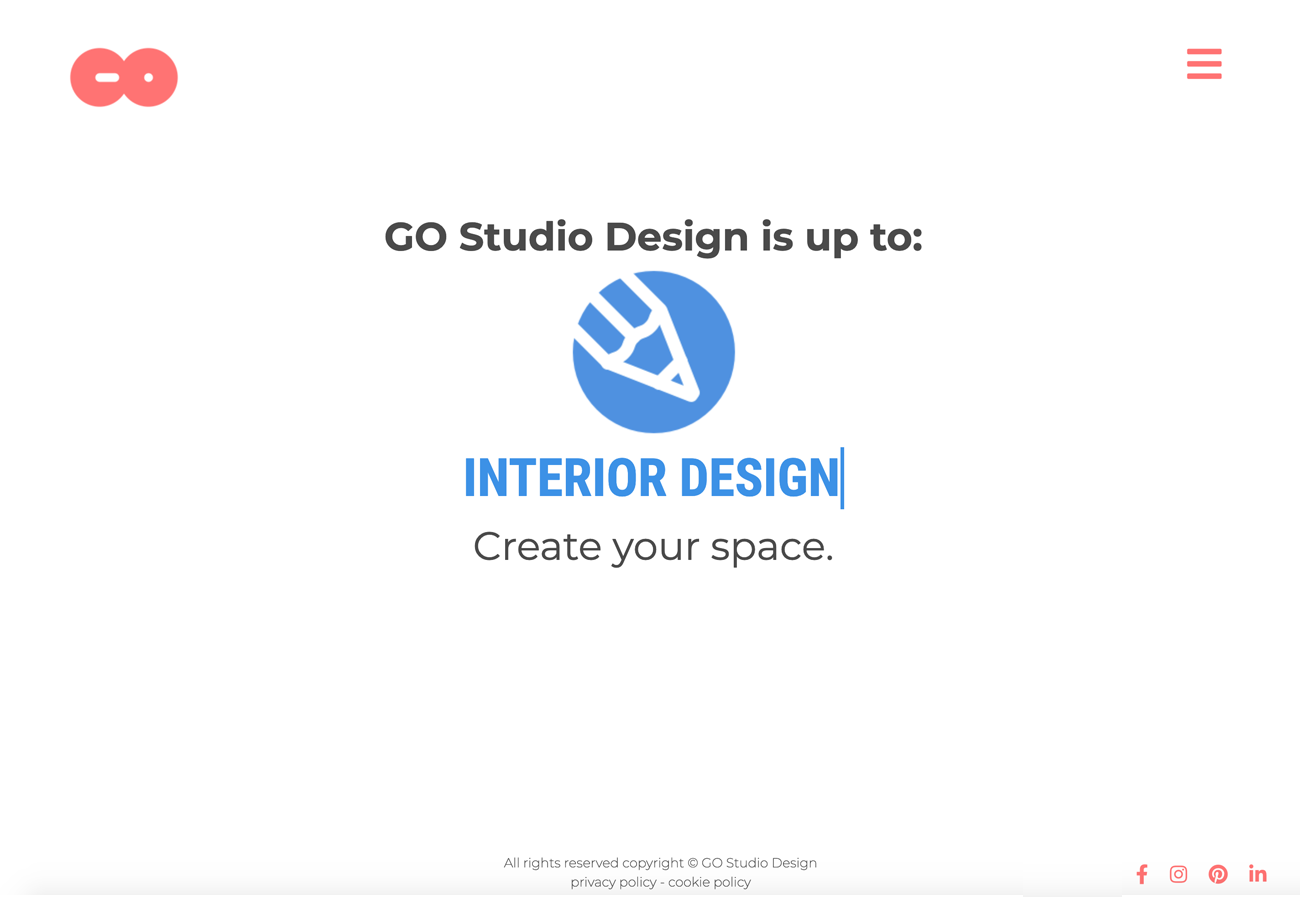 GO Studio Design is up to:
INTERIOR DESIGN
Create your space.
All rights reserved copyright © GO Studio Design
privacy policy - cookie policy